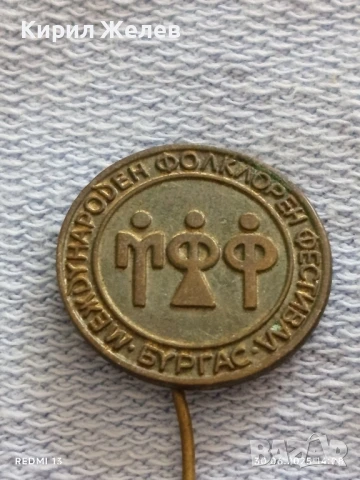 Кирил Желев
МЕЖДУНАРОДЕН ФОЛКЛОРЕН ФЕСТИВАЛ
• БУРГАС •
МФФ
REDMI 13